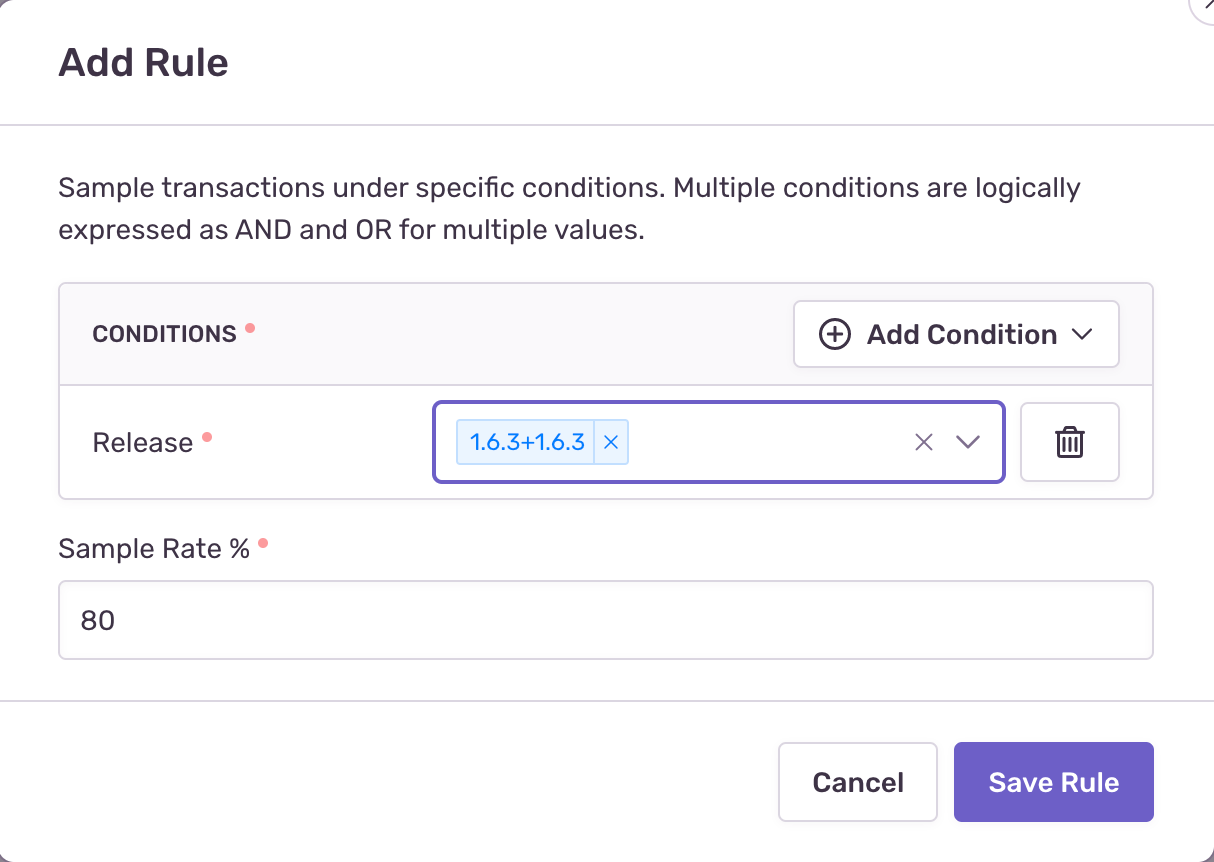 Add Rule
Sample transactions under specific conditions. Multiple conditions are logically
expressed as AND and OR for multiple values.
CONDITIONS
Add Condition
Release
1.6.3+1.6.3
Sample Rate %
80
Cancel
Save Rule